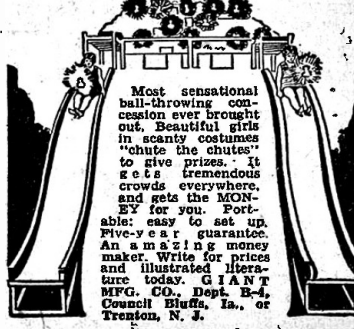 Most sensational
ball-throwing con-
cession ever brought
out. Beautiful girls
in scanty costumes
"chute the chutes"
to give prizes. It
gets tremendous
crowds everywhere,
and gets the MON-
EY for you. Port-
able: easy to set up.
Five-year guarantee.
An amazing money
maker. Write for prices
and illustrated litera-
ture today. GIANT
MFG. CO., Dept. B-4,
Council Bluffs, Ia., or
Trenton, N. J.